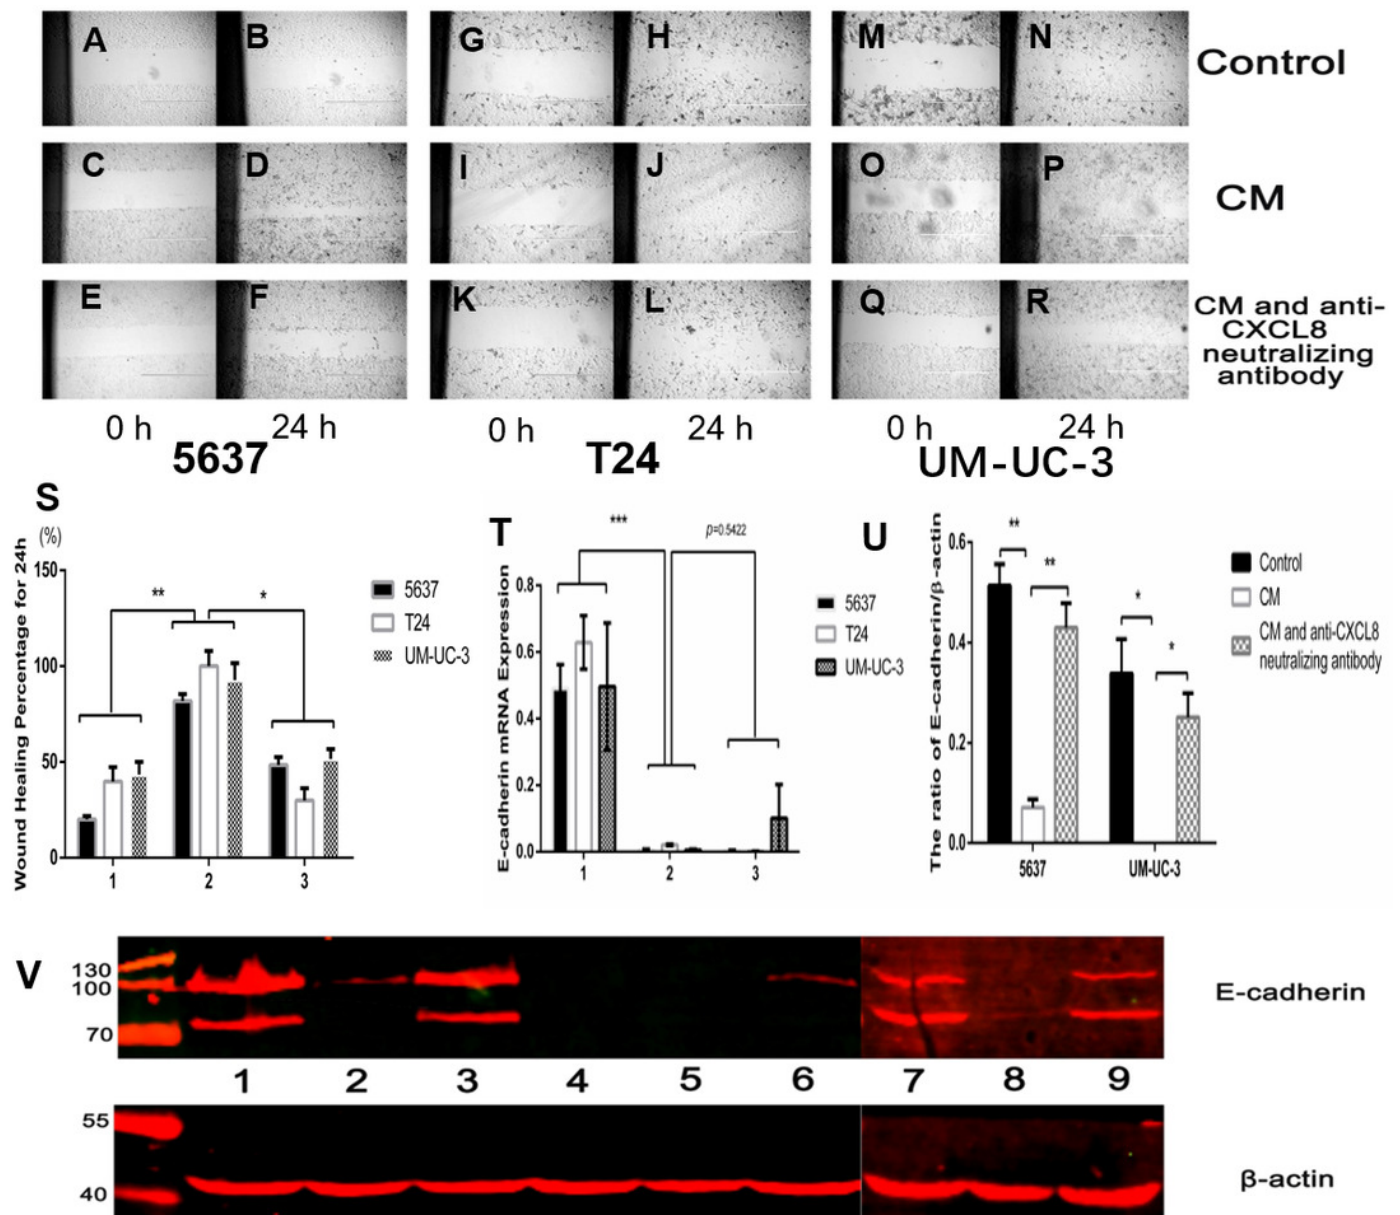 A B G H M N Control
C D I J O P CM
E F K L Q R CM and anti-
CXCL8
neutralizing
antibody
0 h 24 h 0 h 24 h 0 h 24 h
5637 T24 UM-UC-3
S
(%)
Wound Healing Percentage for 24h
150
100
50
0
** *
1 2 3
5637
T24
UM-UC-3
T
E-cadherin mRNA Expression
0.8
0.6
0.4
0.2
0.0
*** p=0.5422
1 2 3
5637
T24
UM-UC-3
U
The ratio of E-cadherin/β-actin
0.6
0.4
0.2
0.0
** ** * *
5637 UM-UC-3
Control
CM
CM and anti-CXCL8
neutralizing antibody
V
130
100
70
E-cadherin
1 2 3 4 5 6 7 8 9
55
40
β-actin